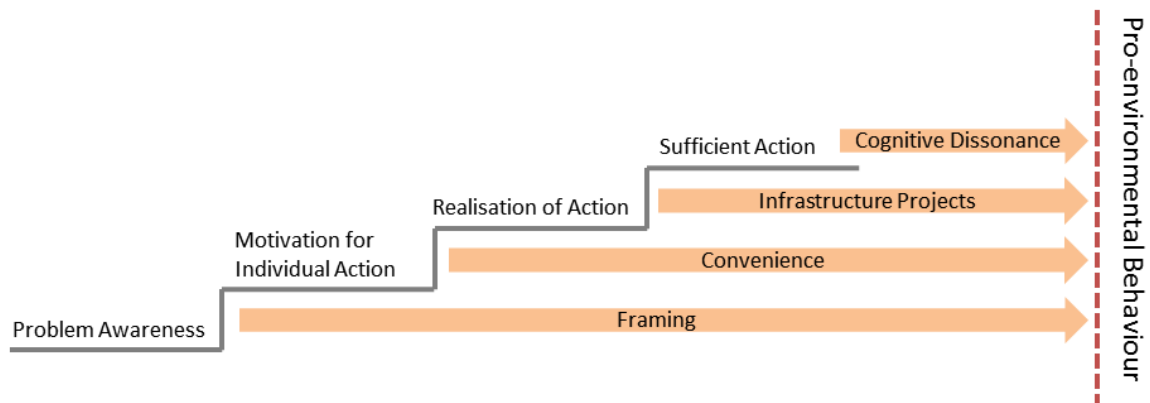 Pro-environmental Behaviour
Cognitive Dissonance
Sufficient Action
Infrastructure Projects
Realisation of Action
Motivation for
Individual Action
Convenience
Framing
Problem Awareness